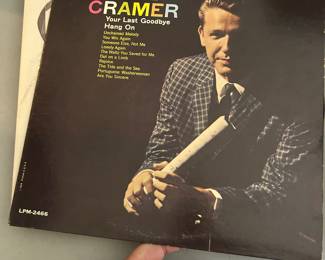 CRAMER
Your Last Goodbye
Hang On
Unchained Melody
You Win Again
Someone Else, Not Me
Lonely Again
The Waltz You Saved for Me
Out on a Limb
Rejoice
The Tide and the Sea
Portuguese Washerwoman
Are You Sincere
LPM-2466